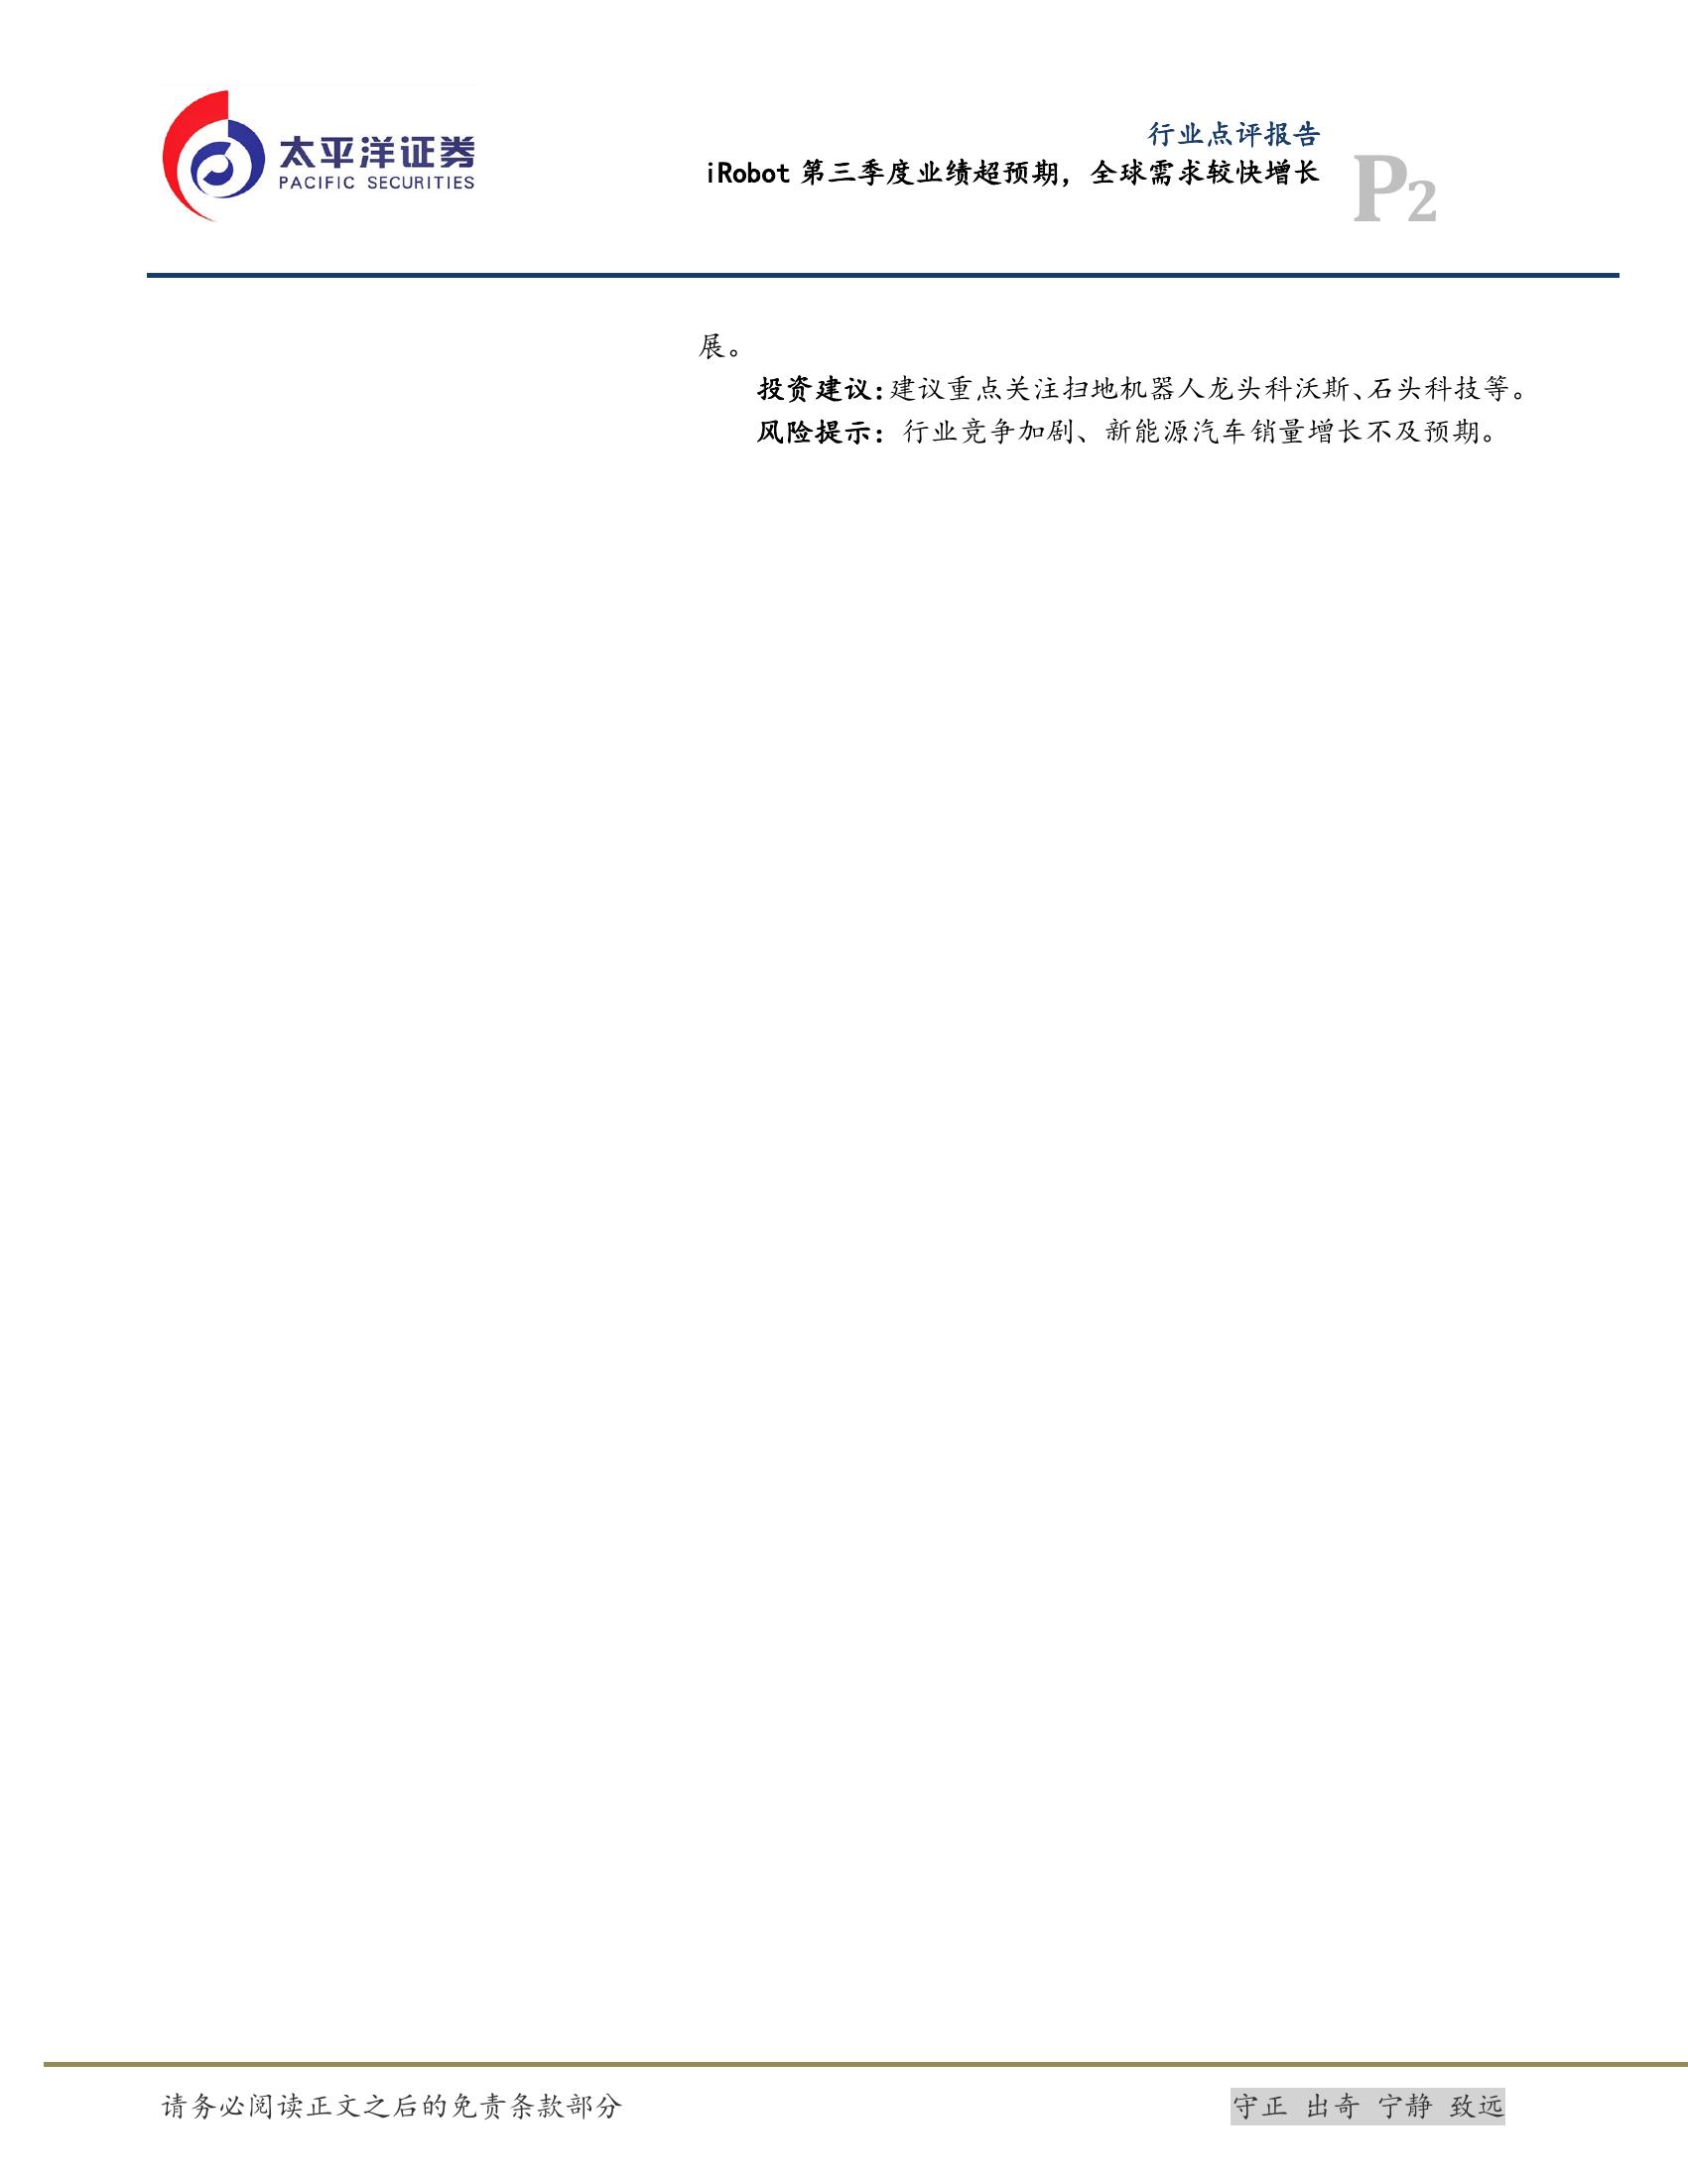 太平洋证券
PACIFIC SECURITIES
行业点评报告
iRobot 第三季度业绩超预期，全球需求较快增长
P2
展。
投资建议：建议重点关注扫地机器人龙头科沃斯、石头科技等。
风险提示：行业竞争加剧、新能源汽车销量增长不及预期。
请务必阅读正文之后的免责条款部分
守正 出奇 宁静 致远